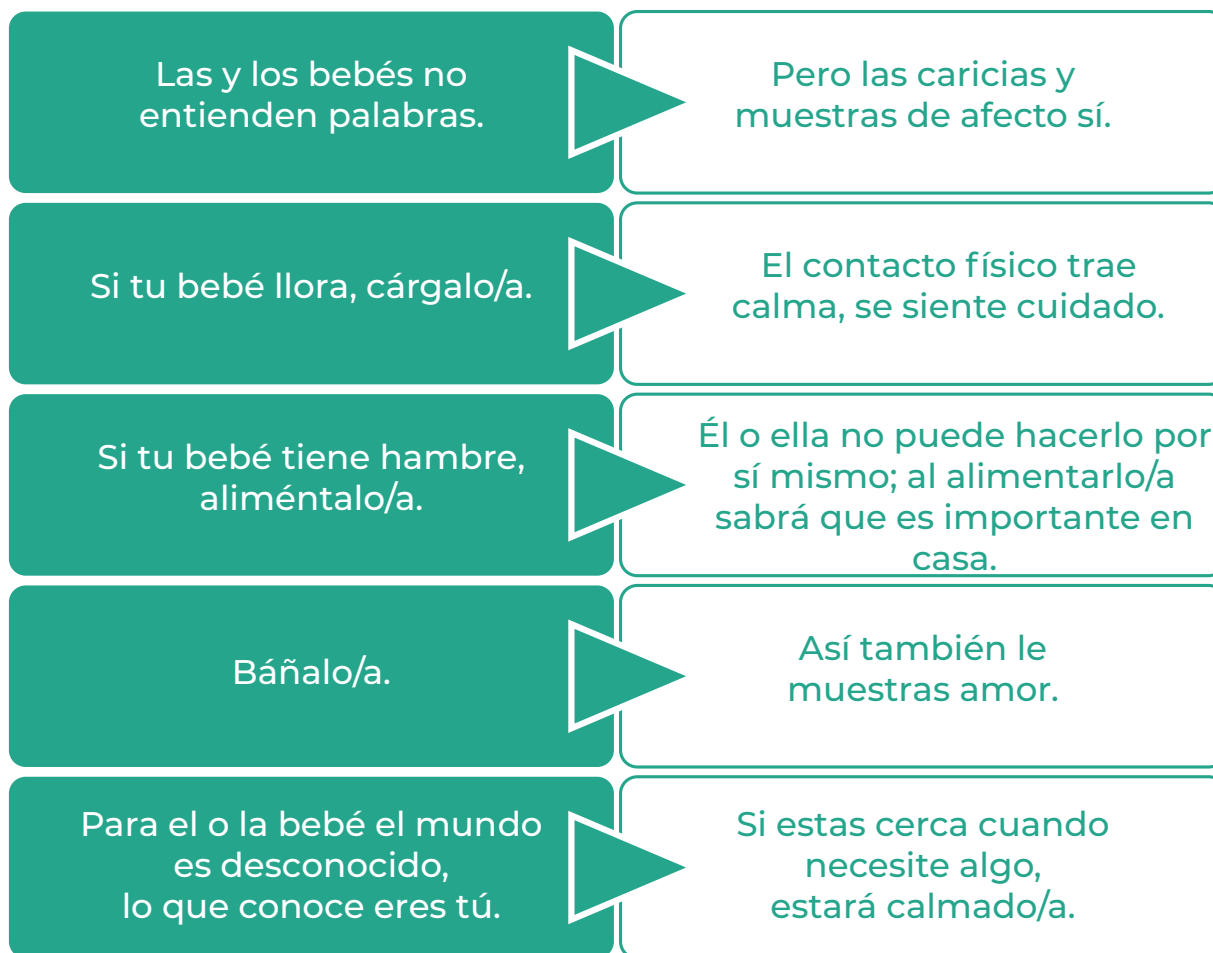 Las y los bebés no
entienden palabras.
Pero las caricias y
muestras de afecto sí.
Si tu bebé llora, cárgalo/a.
El contacto físico trae
calma, se siente cuidado.
Si tu bebé tiene hambre,
aliméntalo/a.
Él o ella no puede hacerlo por
sí mismo; al alimentarlo/a
sabrá que es importante en
casa.
Báñalo/a.
Así también le
muestras amor.
Para el o la bebé el mundo
es desconocido,
lo que conoce eres tú.
Si estas cerca cuando
necesite algo,
estará calmado/a.